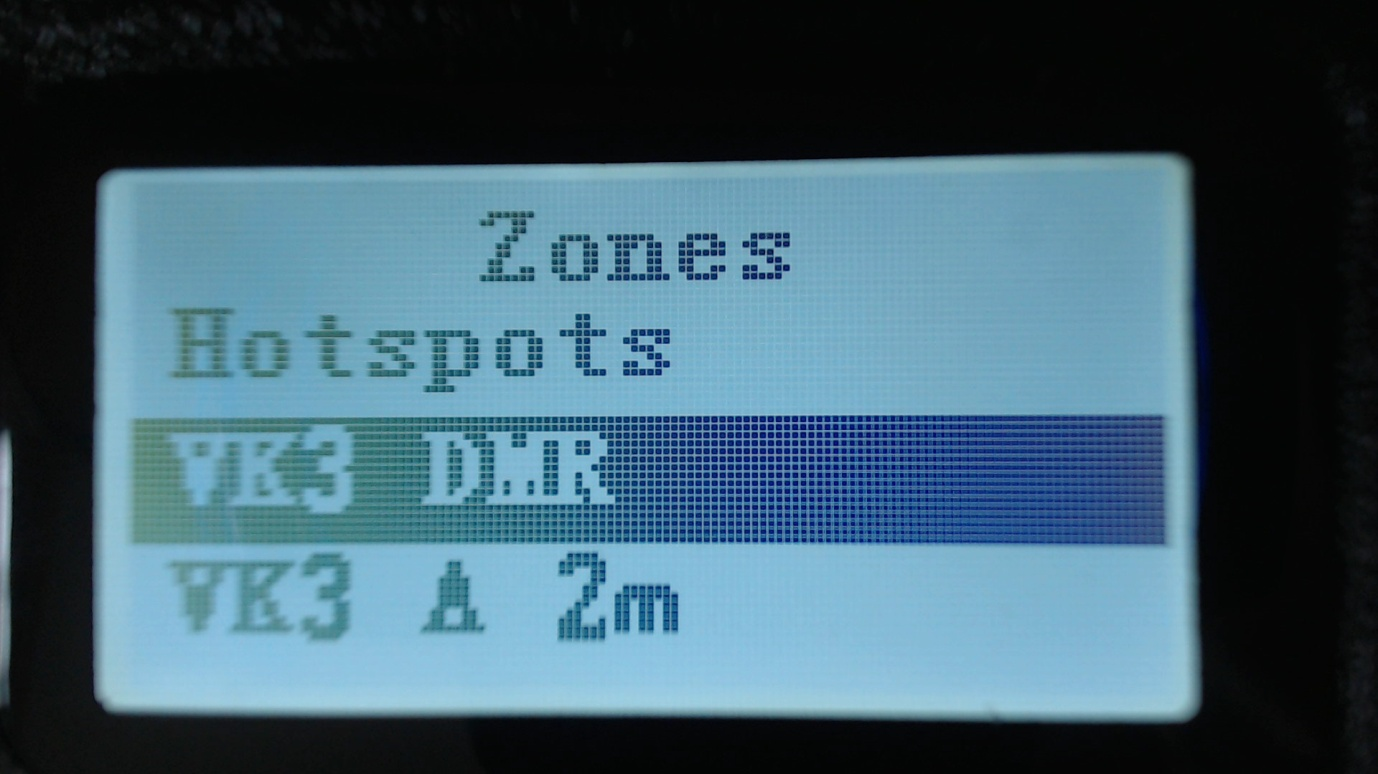 Zones
Hotspots
VK3 DMR
VK3 A 2m